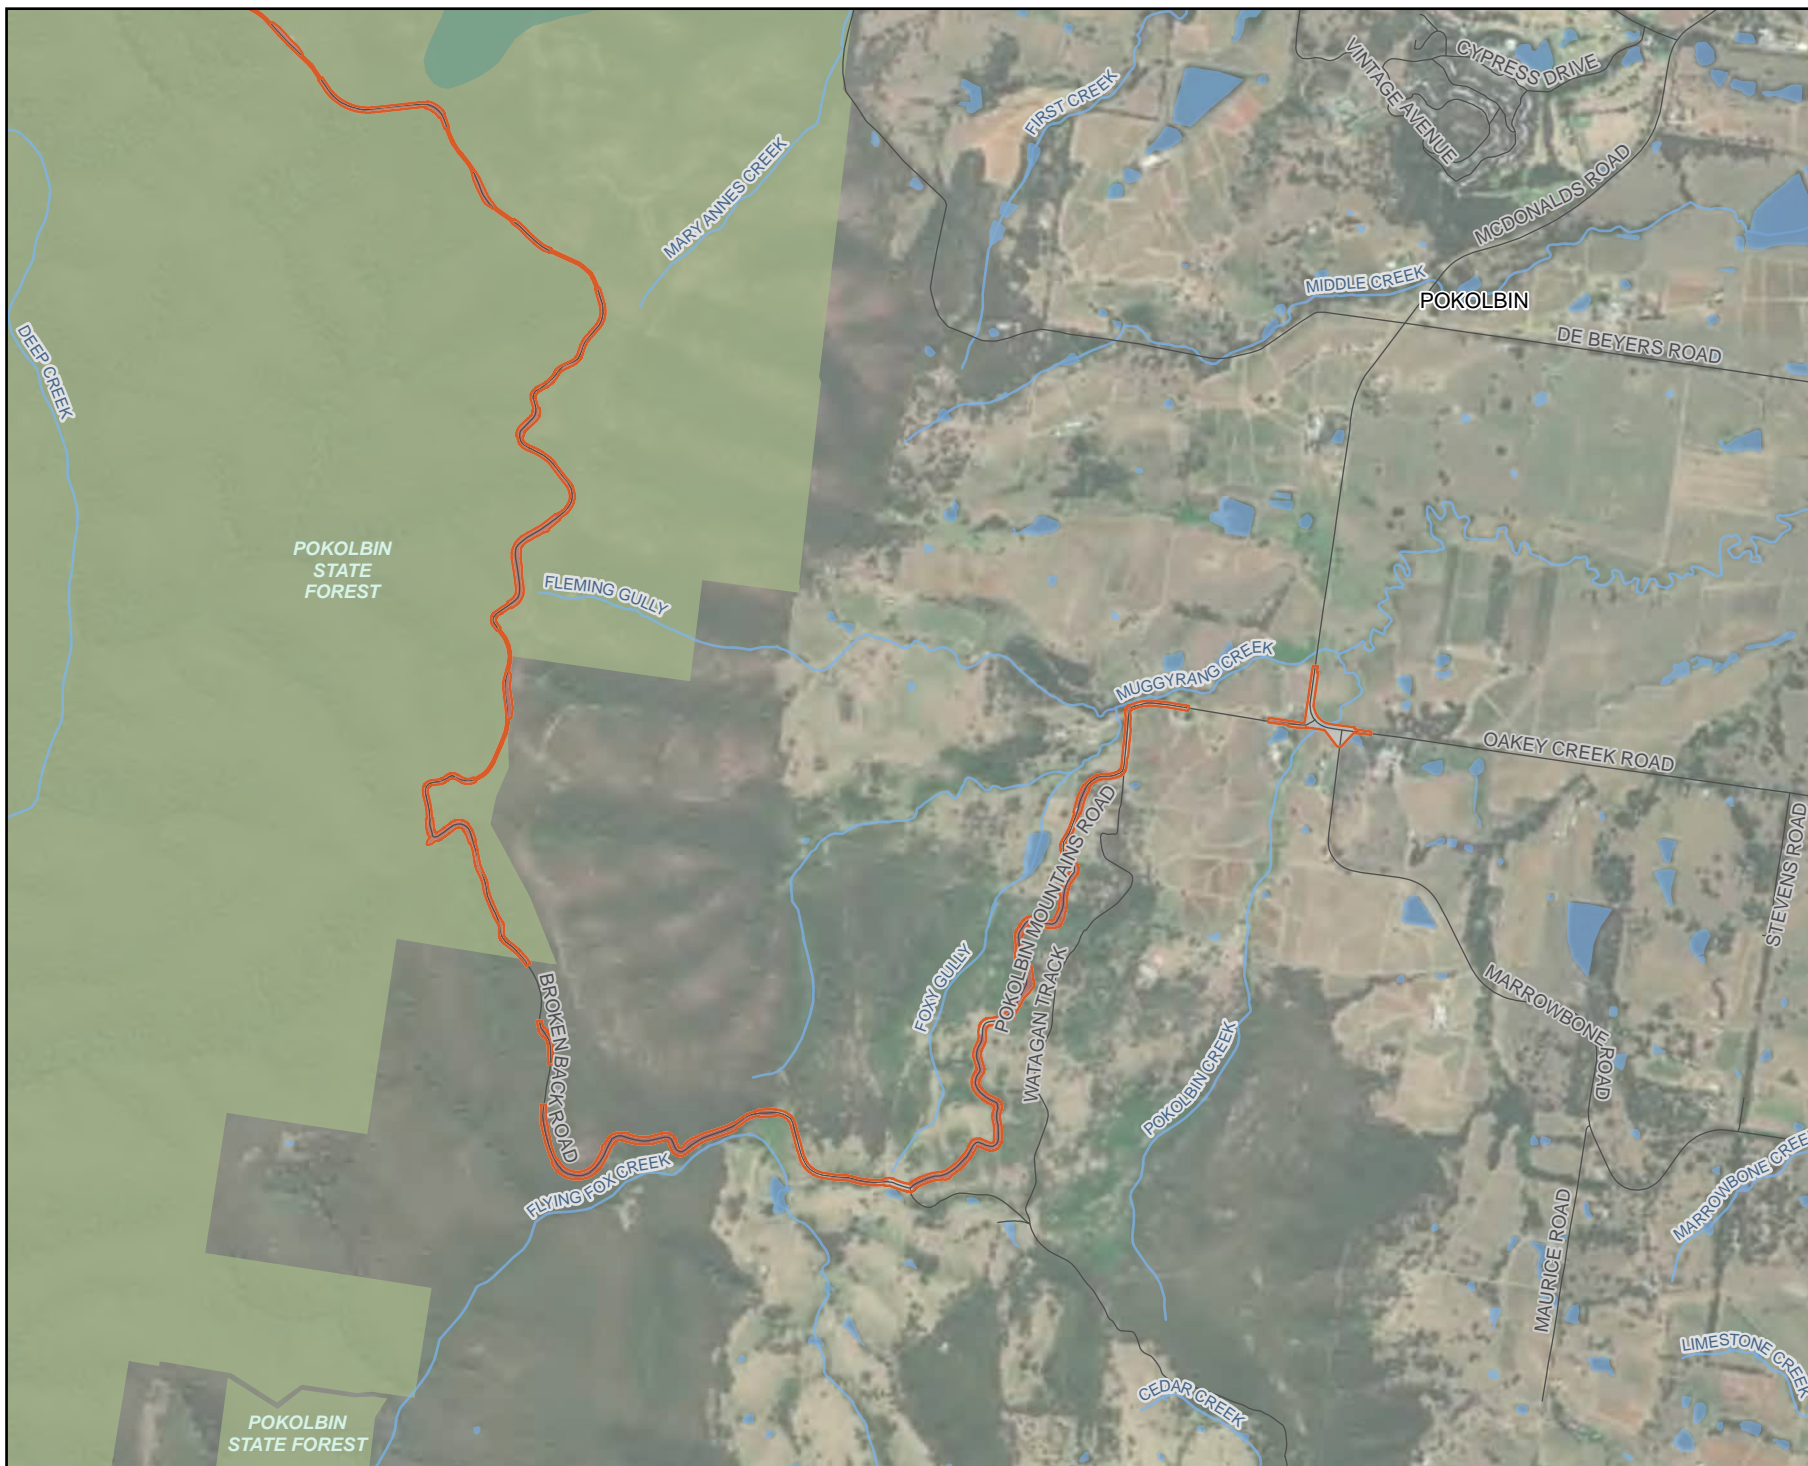 CYPRESS DRIVE
VINTAGE AVENUE
FIRST CREEK
MARY ANNES CREEK
MCDONALDS ROAD
MIDDLE CREEK
POKOLBIN
DE BEYERS ROAD
DEEP CREEK
POKOLBIN
STATE
FOREST
FLEMING GULLY
MUGGYRANG CREEK
OAKEY CREEK ROAD
STEVENS ROAD
POKOLBIN MOUNTAINS ROAD
WATAGAN TRACK
FOXY GULLY
BROKEN BACK ROAD
MARROWBONE ROAD
POKOLBIN CREEK
FLYING FOX CREEK
MARROWBONE CREEK
MAURICE ROAD
LIMESTONE CREEK
CEDAR CREEK
POKOLBIN
STATE FOREST